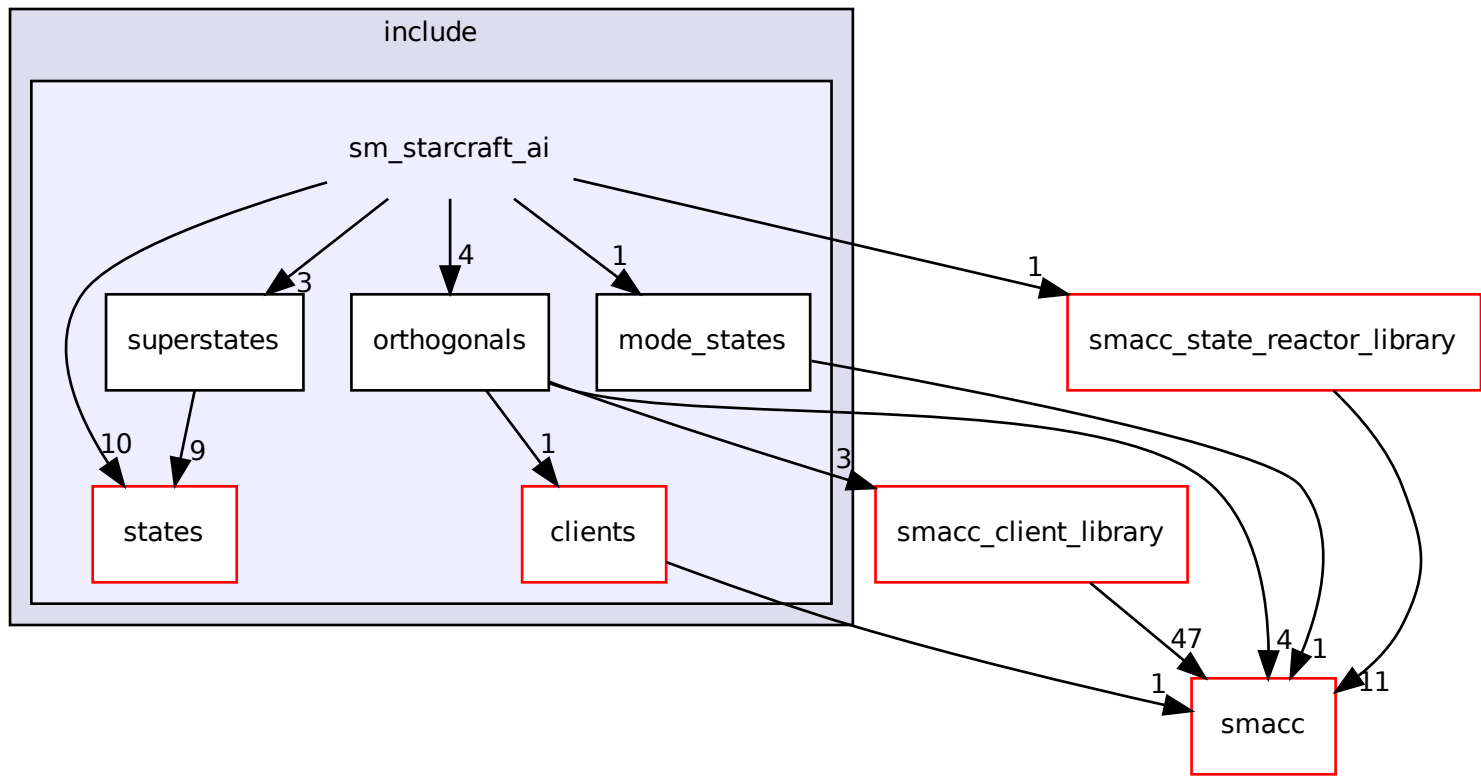 include
sm_starcraft_ai
1
4
1
3
superstates
orthogonals
mode_states
smacc_state_reactor_library
10
9
1
3
states
clients
smacc_client_library
47
4
1
1
11
smacc